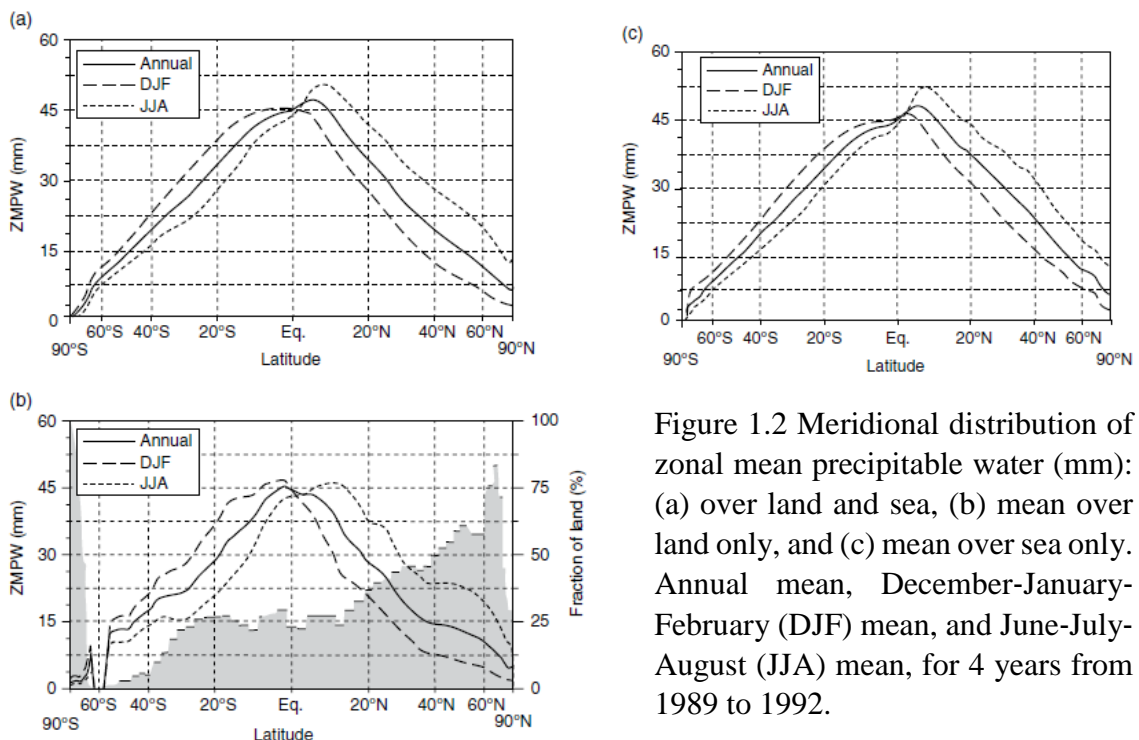 (a)
60
45
30
15
0
ZMPW (mm)
Annual
DJF
JJA
60°S 40°S 20°S Eq. 20°N 40°N 60°N
90°S 90°N
Latitude
(c)
60
45
30
15
0
ZMPW (mm)
Annual
DJF
JJA
60°S 40°S 20°S Eq. 20°N 40°N 60°N
90°S 90°N
Latitude
(b)
60
45
30
15
0
ZMPW (mm)
Annual
DJF
JJA
100
75
50
25
0
Fraction of land (%)
60°S 40°S 20°S Eq. 20°N 40°N 60°N
90°S 90°N
Latitude
Figure 1.2 Meridional distribution of
zonal mean precipitable water (mm):
(a) over land and sea, (b) mean over
land only, and (c) mean over sea only.
Annual mean, December-January-
February (DJF) mean, and June-July-
August (JJA) mean, for 4 years from
1989 to 1992.